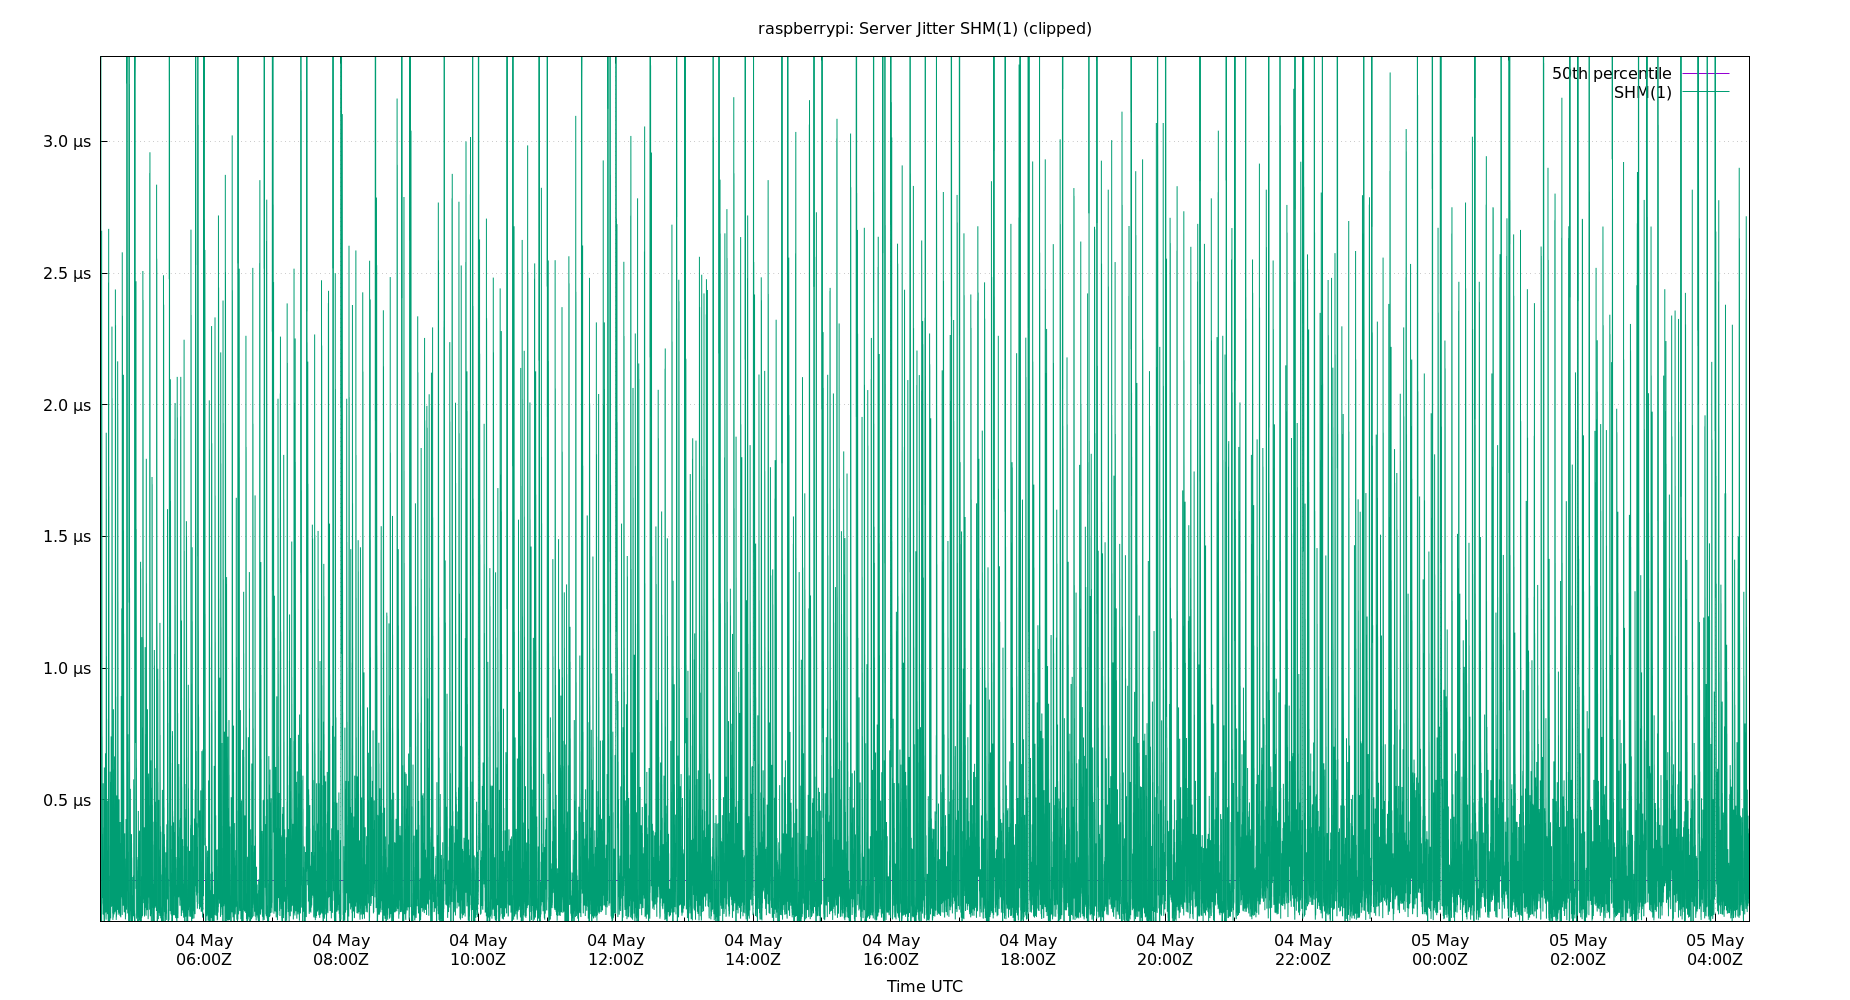 raspberrypi: Server Jitter SHM(1) (clipped)
50th percentile
SHM(1)
3.0 µs
2.5 µs
2.0 µs
1.5 µs
1.0 µs
0.5 µs
04 May 04 May 04 May 04 May 04 May 04 May 04 May 04 May 04 May 05 May 05 May 05 May
06:00Z 08:00Z 10:00Z 12:00Z 14:00Z 16:00Z 18:00Z 20:00Z 22:00Z 00:00Z 02:00Z 04:00Z
Time UTC